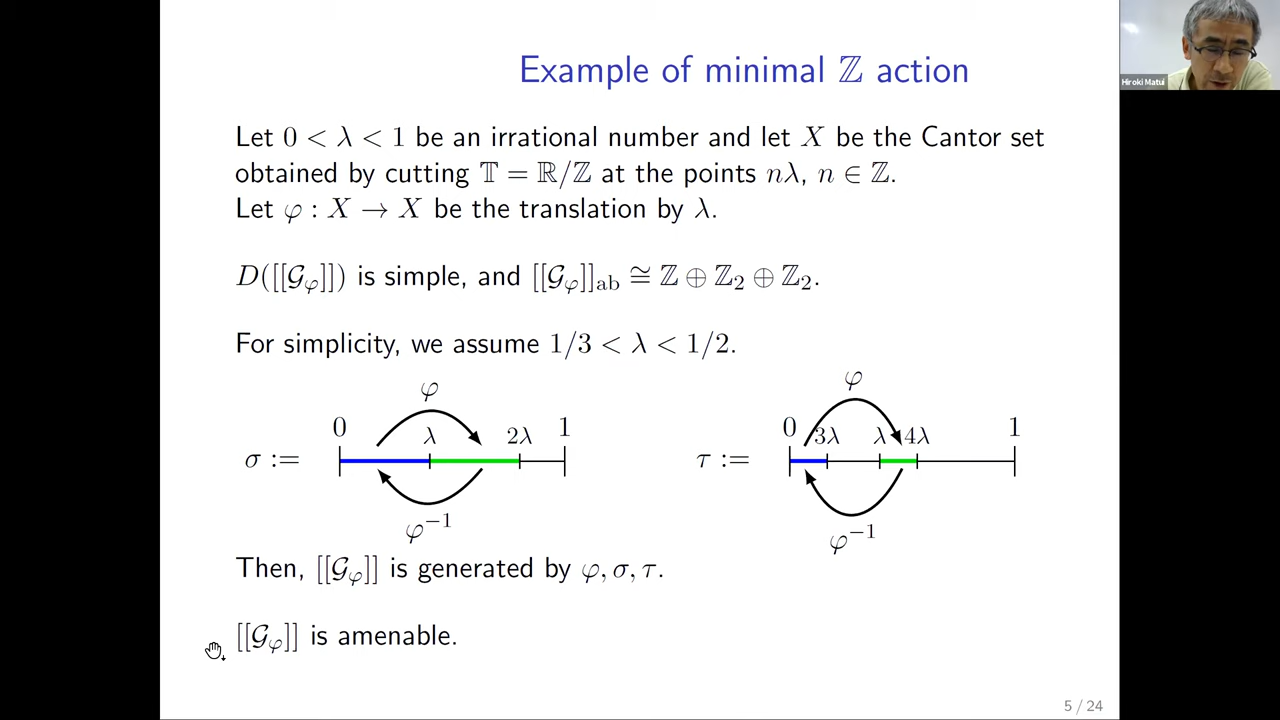 Example of minimal ℤ action
Hiroki Matui
Let 0 < λ < 1 be an irrational number and let X be the Cantor set
obtained by cutting 𝕋 = ℝ/ℤ at the points nλ, n ∈ ℤ.
Let φ : X → X be the translation by λ.
D([[𝒢_φ]]) is simple, and [[𝒢_φ]]_ab ≅ ℤ ⊕ ℤ₂ ⊕ ℤ₂.
For simplicity, we assume 1/3 < λ < 1/2.
φ φ
0 λ 2λ 1 0 3λ λ 4λ 1
σ := τ :=
φ⁻¹ φ⁻¹
Then, [[𝒢_φ]] is generated by φ, σ, τ.
[[𝒢_φ]] is amenable.
5 / 24